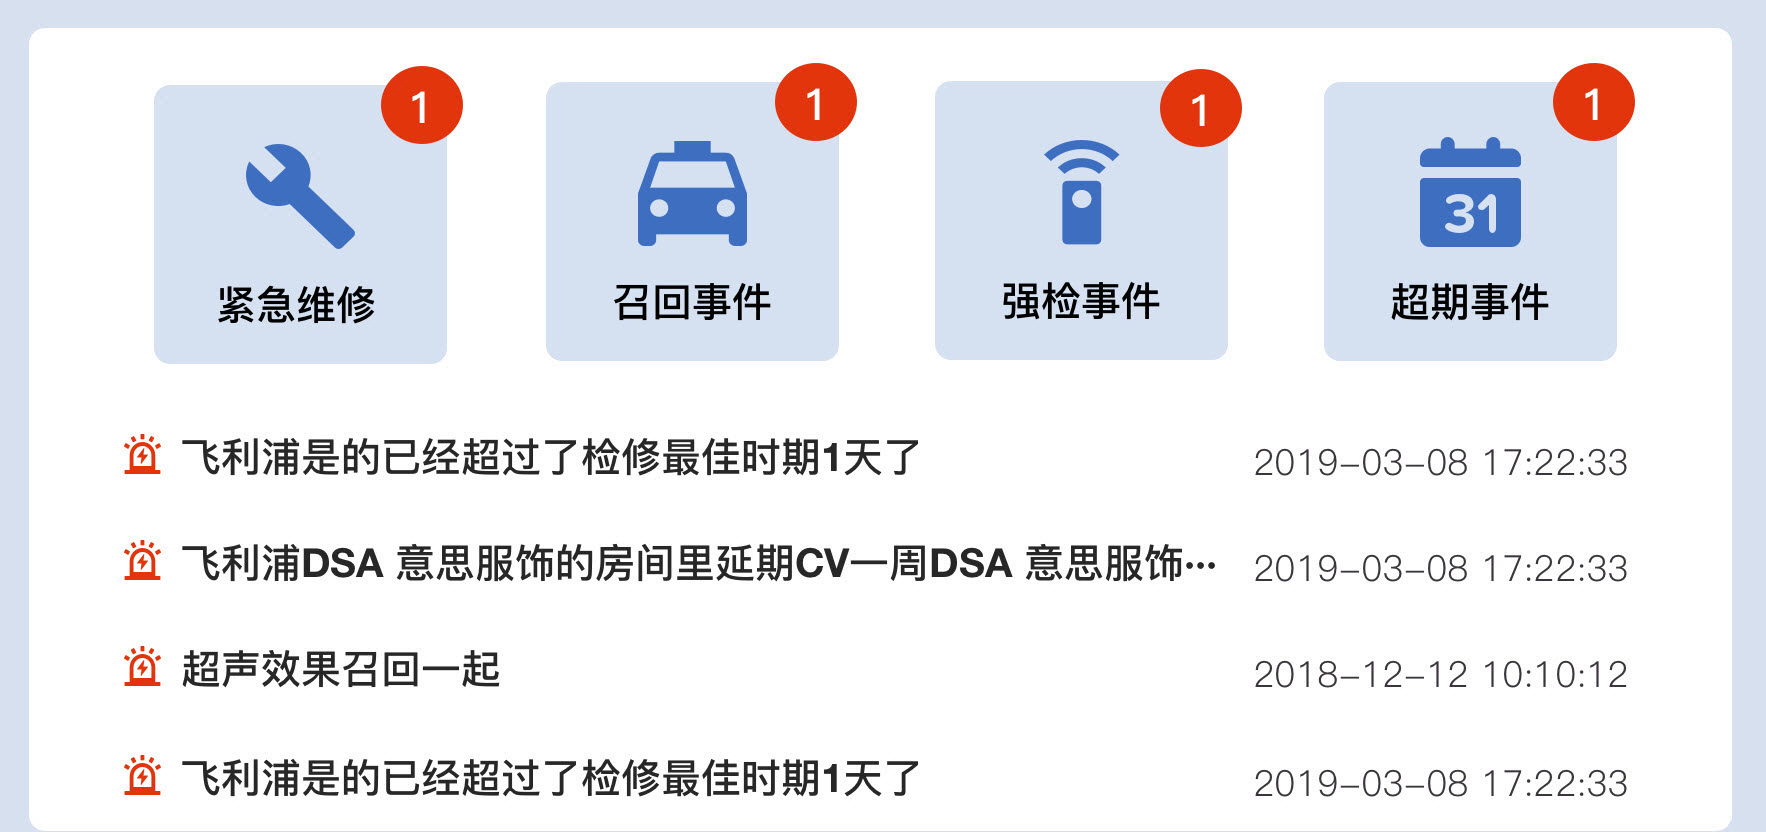 1 1 1 1
31
紧急维修 召回事件 强检事件 超期事件
飞利浦是的已经超过了检修最佳时期1天了 2019-03-08 17:22:33
飞利浦DSA 意思服饰的房间里延期CV一周DSA 意思服饰··· 2019-03-08 17:22:33
超声效果召回一起 2018-12-12 10:10:12
飞利浦是的已经超过了检修最佳时期1天了 2019-03-08 17:22:33